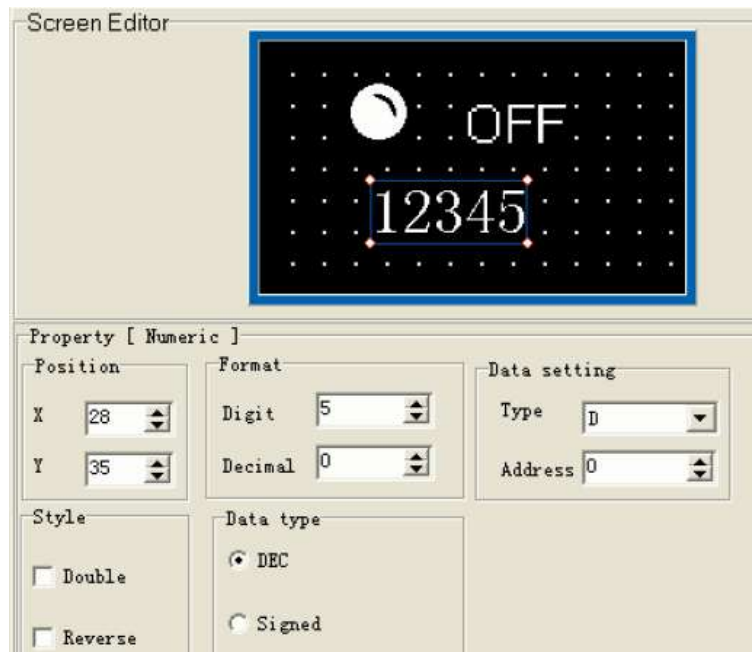 Screen Editor
OFF
12345
Property [ Numeric ]
Position
Format
Data setting
X 28
Digit 5
Type D
Y 35
Decimal 0
Address 0
Style
Data type
Double
DEC
Reverse
Signed